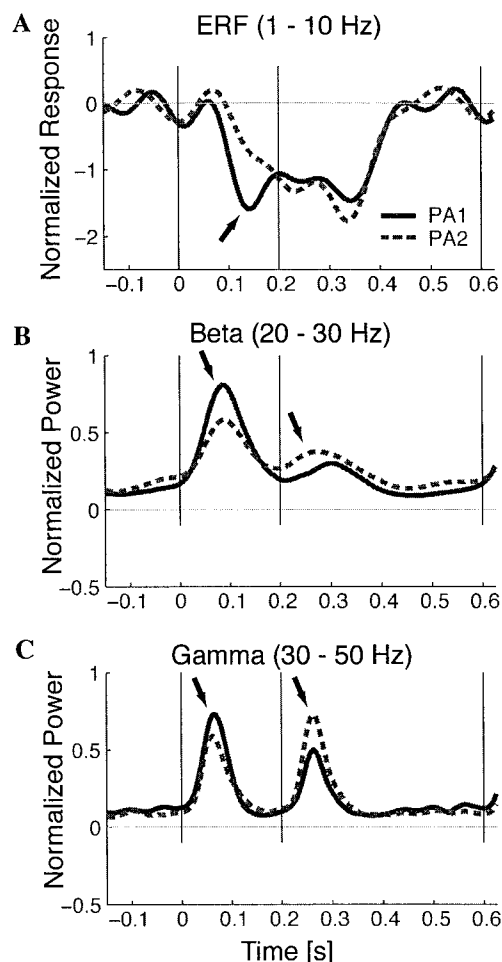 A
ERF (1 - 10 Hz)
Normalized Response
1
0
−1
−2
PA1
PA2
−0.1 0 0.1 0.2 0.3 0.4 0.5 0.6
B
Beta (20 - 30 Hz)
Normalized Power
1
0.5
0
−0.5
−0.1 0 0.1 0.2 0.3 0.4 0.5 0.6
C
Gamma (30 - 50 Hz)
Normalized Power
1
0.5
0
−0.5
−0.1 0 0.1 0.2 0.3 0.4 0.5 0.6
Time [s]